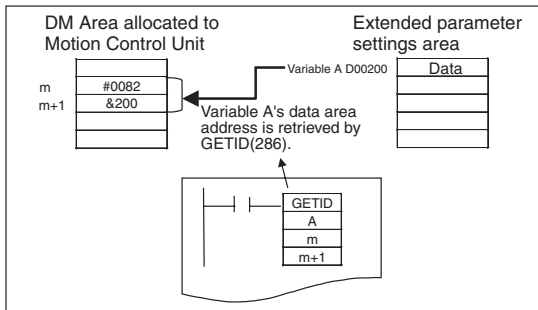 DM Area allocated to
Motion Control Unit
Extended parameter
settings area
Variable A D00200
Data
m
#0082
m+1
&200
Variable A's data area
address is retrieved by
GETID(286).
GETID
A
m
m+1